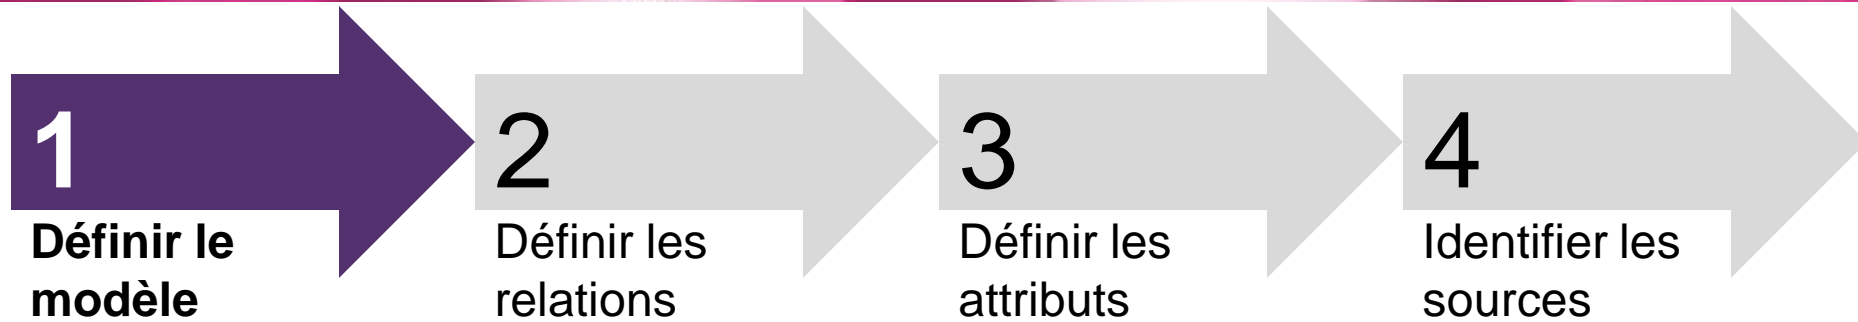 1
Définir le
modèle
2
Définir les
relations
3
Définir les
attributs
4
Identifier les
sources